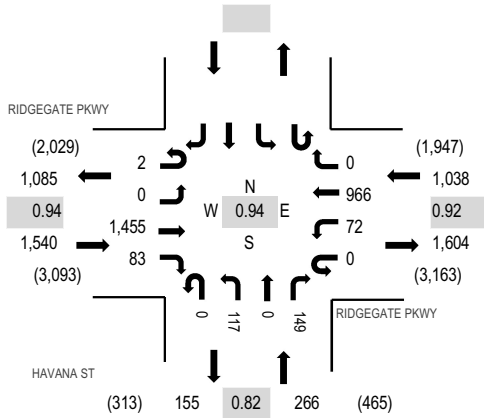 RIDGEGATE PKWY
(2,029) (1,947)
2 0
1,085 1,038
0 N 966
0.94 W 0.94 E 0.92
1,455 S 72
1,540 1,604
83 0
(3,093) (3,163)
0 117 0 149
RIDGEGATE PKWY
HAVANA ST
(313) 155 0.82 266 (465)